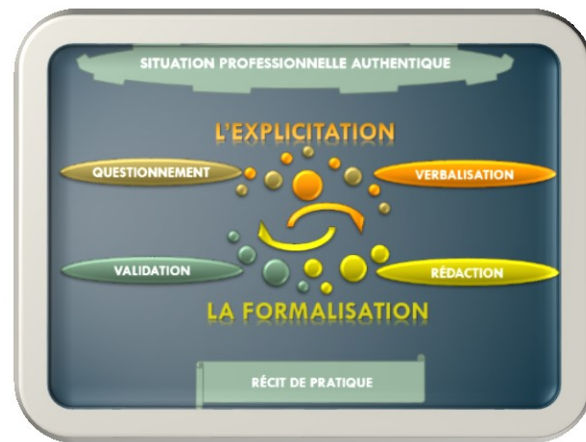 SITUATION PROFESSIONNELLE AUTHENTIQUE
L'EXPLICITATION
QUESTIONNEMENT
VERBALISATION
VALIDATION
RÉDACTION
LA FORMALISATION
RÉCIT DE PRATIQUE